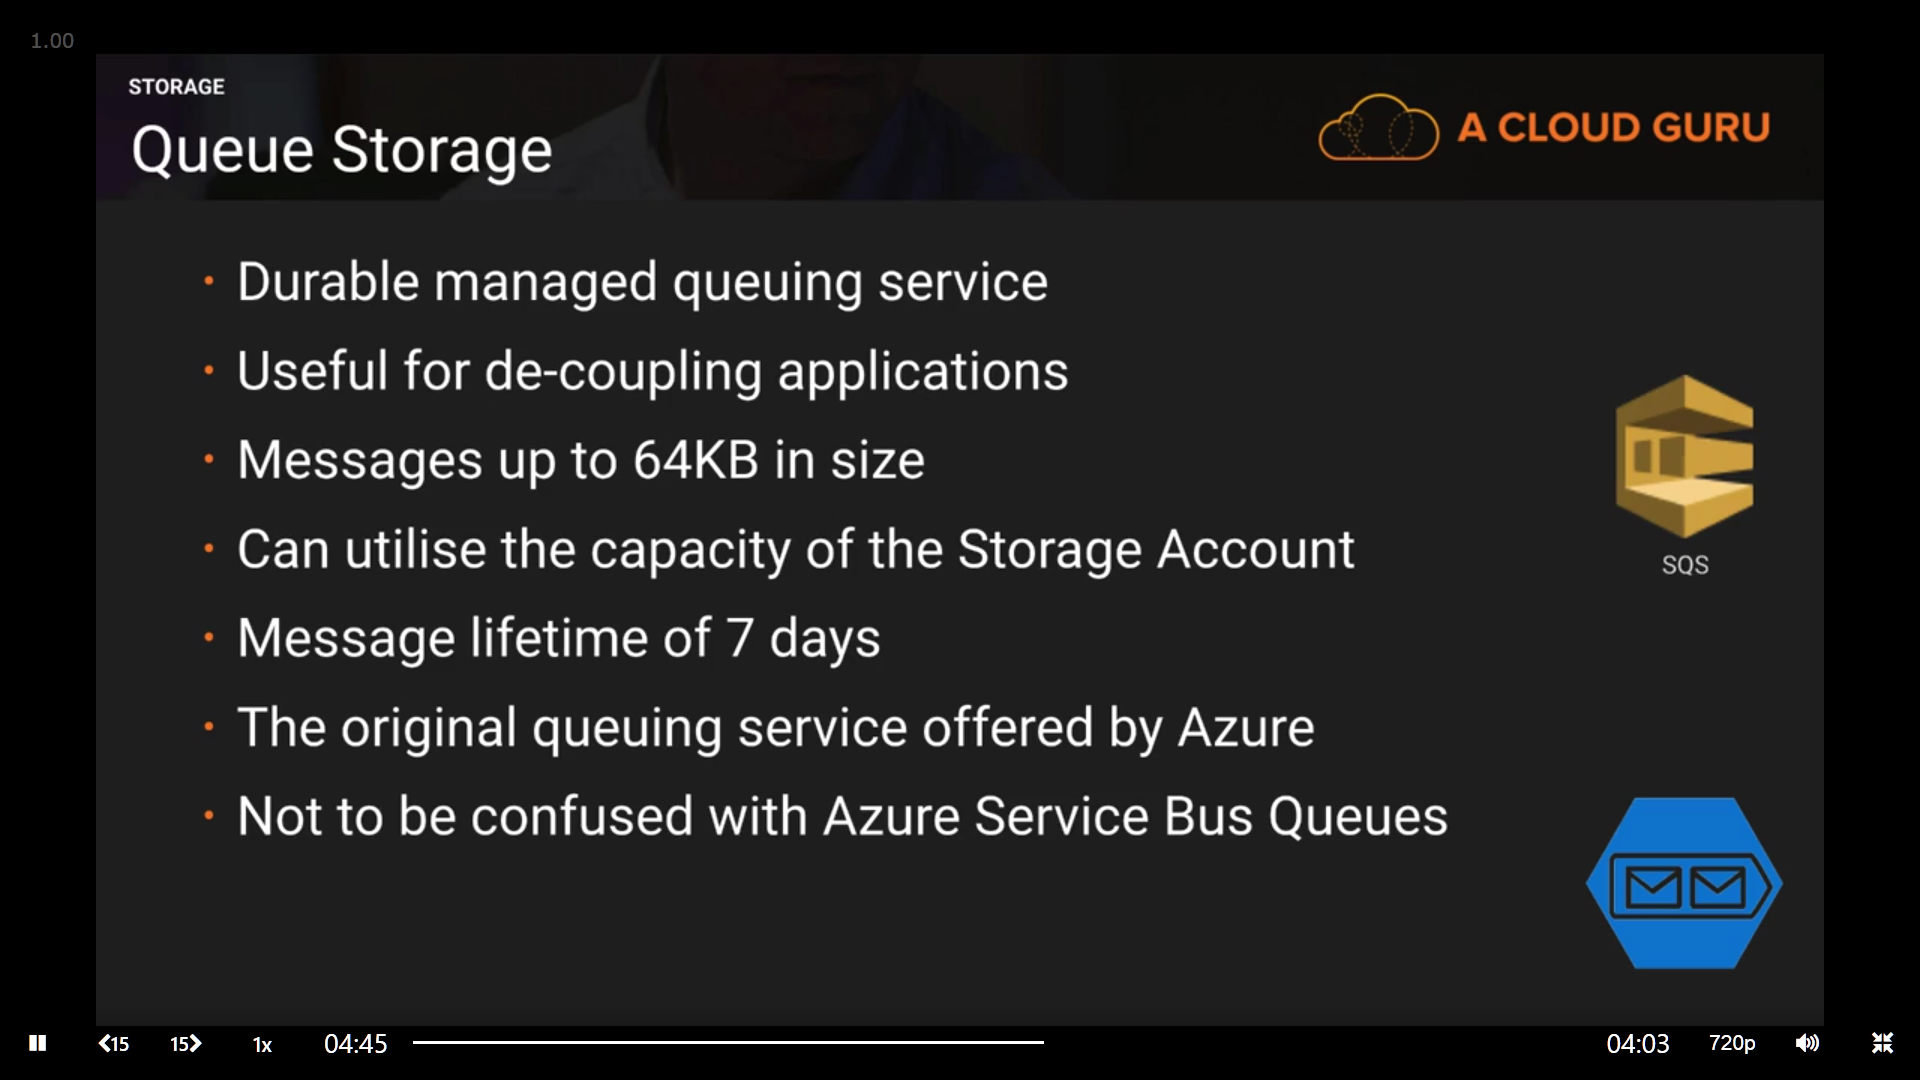 1.00
STORAGE
Queue Storage
A CLOUD GURU
• Durable managed queuing service
• Useful for de-coupling applications
• Messages up to 64KB in size
• Can utilise the capacity of the Storage Account
• Message lifetime of 7 days
• The original queuing service offered by Azure
• Not to be confused with Azure Service Bus Queues
SQS
15 15 1x 04:45 04:03 720p